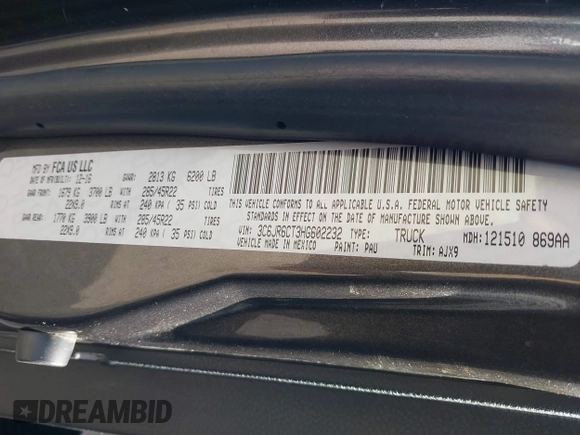 MFD BY FCA US LLC
DATE OF MFR(BUILT): 12-16 GVWR: 2813 KG 6200 LB
GAWR FRONT: 1679 KG 3700 LB WITH 285/45R22 TIRES
22X9.0 RIMS AT 240 KPA ( 35 PSI) COLD
GAWR REAR: 1770 KG 3900 LB WITH 285/45R22 TIRES
22X9.0 RIMS AT 240 KPA ( 35 PSI) COLD
THIS VEHICLE CONFORMS TO ALL APPLICABLE U.S.A. FEDERAL MOTOR VEHICLE SAFETY
STANDARDS IN EFFECT ON THE DATE OF MANUFACTURE SHOWN ABOVE.
VIN: 3C6JR6CT3HG602232 TYPE: TRUCK MDH: 121510 869AA
VEHICLE MADE IN MEXICO PAINT: PAU TRIM: AJX9
DREAMBID